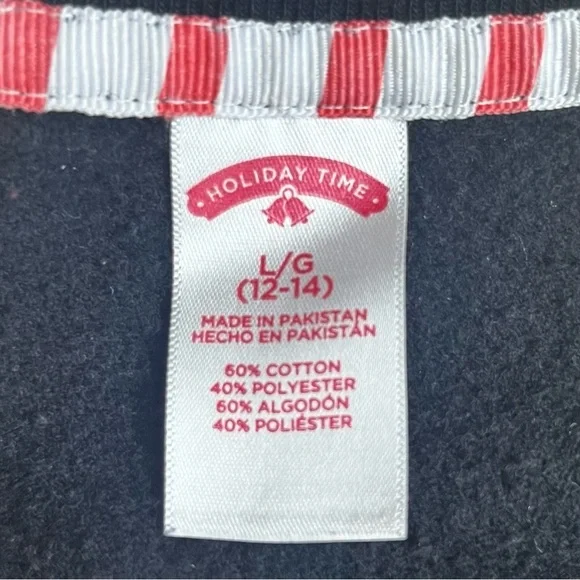 • HOLIDAY TIME •
L/G
(12-14)
MADE IN PAKISTAN
HECHO EN PAKISTÁN
60% COTTON
40% POLYESTER
60% ALGODÓN
40% POLIÉSTER